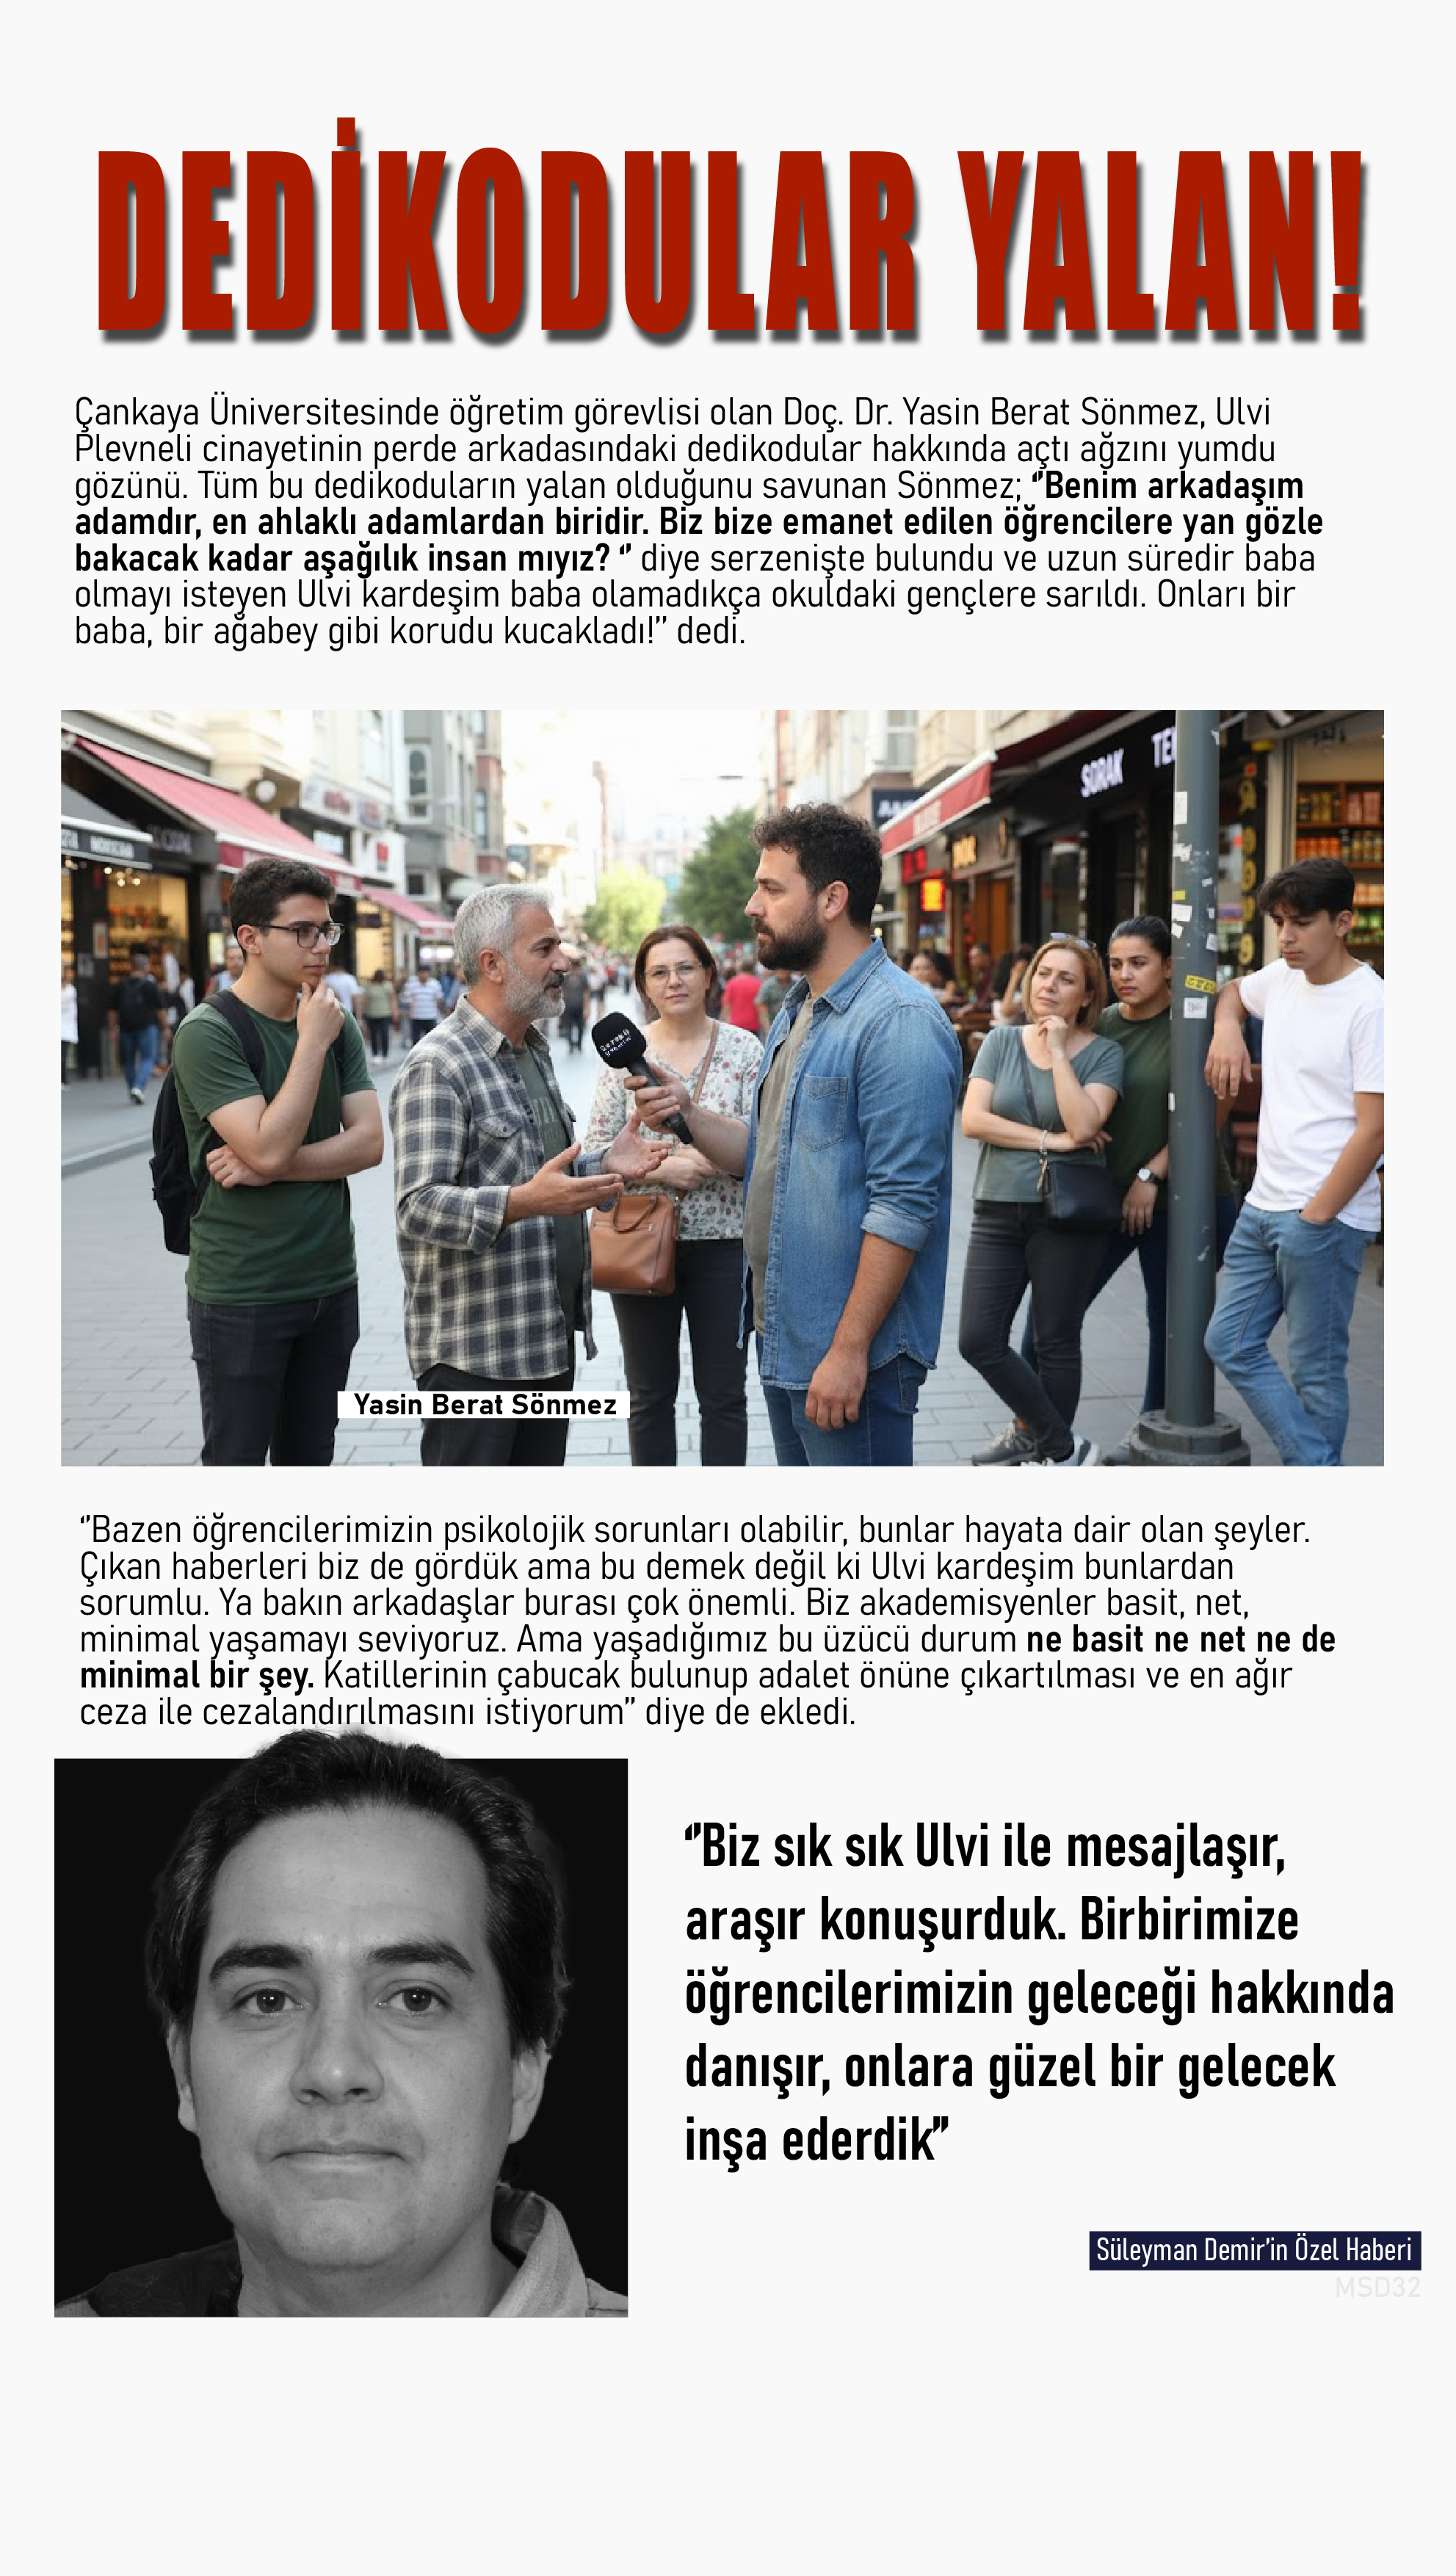 DEDİKODULAR YALAN!
Çankaya Üniversitesinde öğretim görevlisi olan Doç. Dr. Yasin Berat Sönmez, Ulvi
Plevneli cinayetinin perde arkadasındaki dedikodular hakkında açtı ağzını yumdu
gözünü. Tüm bu dedikoduların yalan olduğunu savunan Sönmez; “Benim arkadaşım
adamdır, en ahlaklı adamlardan biridir. Biz bize emanet edilen öğrencilere yan gözle
bakacak kadar aşağılık insan mıyız? “ diye serzenişte bulundu ve uzun süredir baba
olmayı isteyen Ulvi kardeşim baba olamadıkça okuldaki gençlere sarıldı. Onları bir
baba, bir ağabey gibi korudu kucakladı!” dedi.
SORAK
Yasin Berat Sönmez
“Bazen öğrencilerimizin psikolojik sorunları olabilir, bunlar hayata dair olan şeyler.
Çıkan haberleri biz de gördük ama bu demek değil ki Ulvi kardeşim bunlardan
sorumlu. Ya bakın arkadaşlar burası çok önemli. Biz akademisyenler basit, net,
minimal yaşamayı seviyoruz. Ama yaşadığımız bu üzücü durum ne basit ne net ne de
minimal bir şey. Katillerinin çabucak bulunup adalet önüne çıkartılması ve en ağır
ceza ile cezalandırılmasını istiyorum” diye de ekledi.
“Biz sık sık Ulvi ile mesajlaşır,
araşır konuşurduk. Birbirimize
öğrencilerimizin geleceği hakkında
danışır, onlara güzel bir gelecek
inşa ederdik”
Süleyman Demir’in Özel Haberi
MSD32